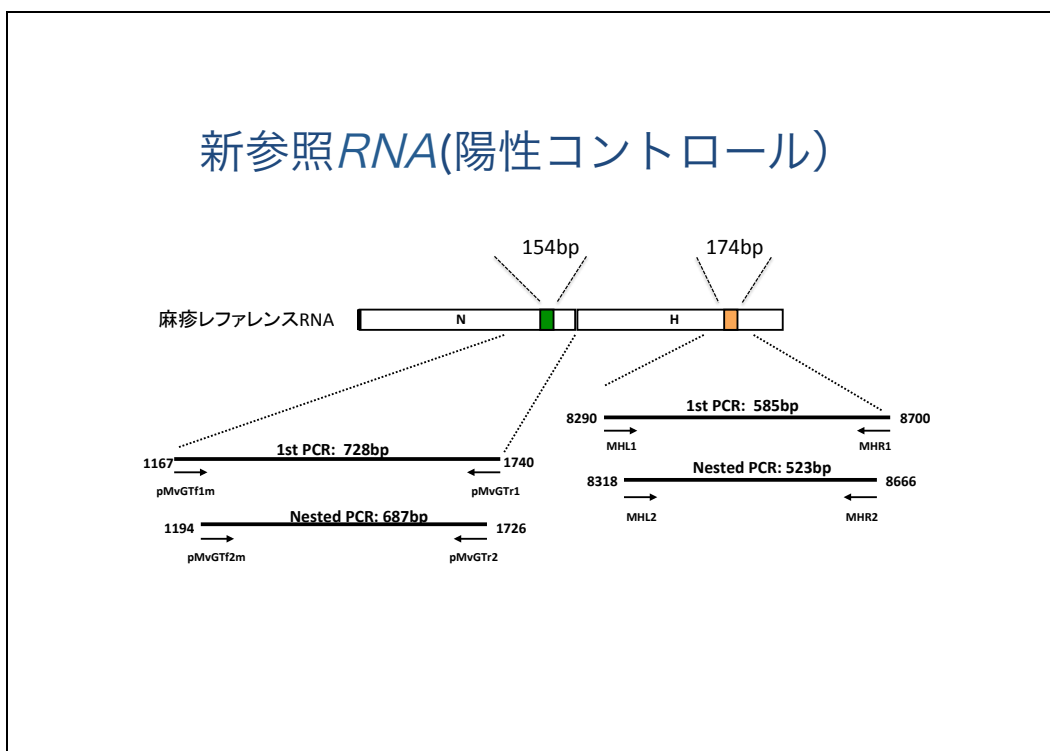 新参照RNA(陽性コントロール）
154bp
174bp
麻疹レファレンスRNA
N
H
1st PCR: 728bp
1167
1740
pMvGTf1m
pMvGTr1
Nested PCR: 687bp
1194
1726
pMvGTf2m
pMvGTr2
1st PCR: 585bp
8290
8700
MHL1
MHR1
Nested PCR: 523bp
8318
8666
MHL2
MHR2